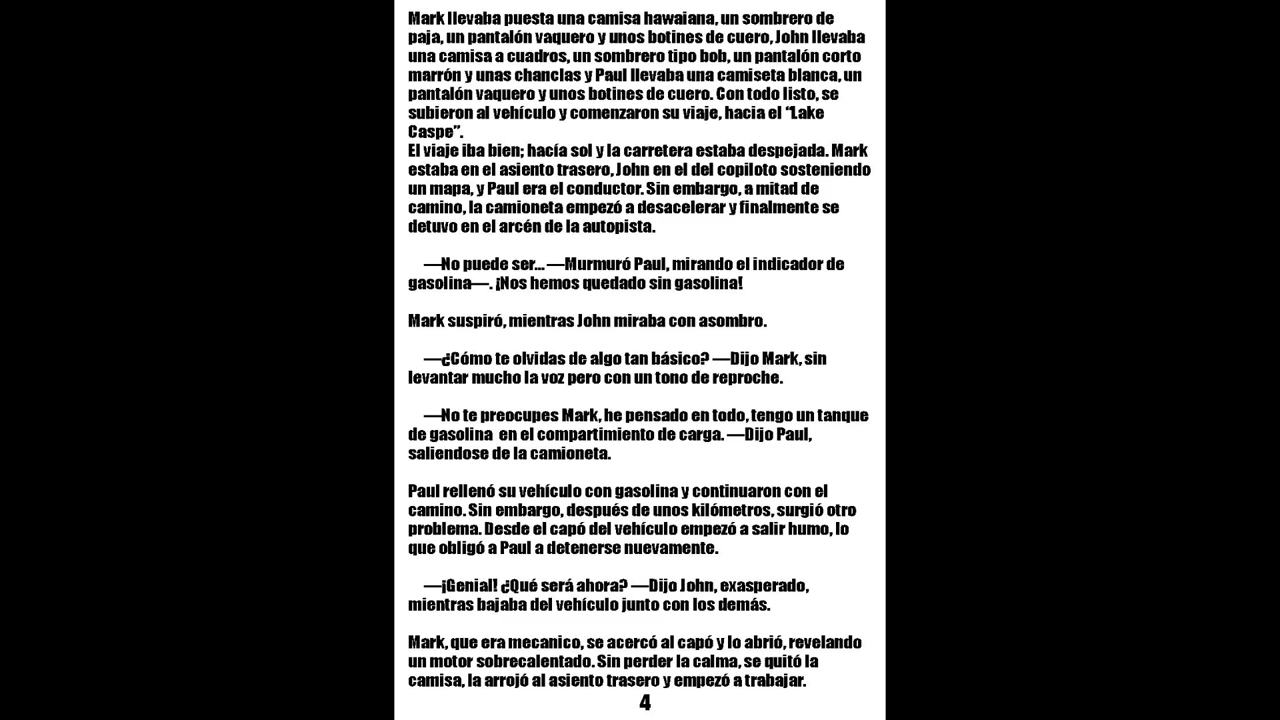 Mark llevaba puesta una camisa hawaiana, un sombrero de
paja, un pantalón vaquero y unos botines de cuero, John llevaba
una camisa a cuadros, un sombrero tipo bob, un pantalón corto
marrón y unas chanclas y Paul llevaba una camiseta blanca, un
pantalón vaquero y unos botines de cuero. Con todo listo, se
subieron al vehículo y comenzaron su viaje, hacia el “Lake
Caspe”.
El viaje iba bien; hacía sol y la carretera estaba despejada. Mark
estaba en el asiento trasero, John en el del copiloto sosteniendo
un mapa, y Paul era el conductor. Sin embargo, a mitad de
camino, la camioneta empezó a desacelerar y finalmente se
detuvo en el arcén de la autopista.
—No puede ser... —Murmuró Paul, mirando el indicador de
gasolina—. ¡Nos hemos quedado sin gasolina!
Mark suspiró, mientras John miraba con asombro.
—¿Cómo te olvidas de algo tan básico? —Dijo Mark, sin
levantar mucho la voz pero con un tono de reproche.
—No te preocupes Mark, he pensado en todo, tengo un tanque
de gasolina  en el compartimiento de carga. —Dijo Paul,
saliendose de la camioneta.
Paul rellenó su vehículo con gasolina y continuaron con el
camino. Sin embargo, después de unos kilómetros, surgió otro
problema. Desde el capó del vehículo empezó a salir humo, lo
que obligó a Paul a detenerse nuevamente.
—¡Genial! ¿Qué será ahora? —Dijo John, exasperado,
mientras bajaba del vehículo junto con los demás.
Mark, que era mecanico, se acercó al capó y lo abrió, revelando
un motor sobrecalentado. Sin perder la calma, se quitó la
camisa, la arrojó al asiento trasero y empezó a trabajar.
4